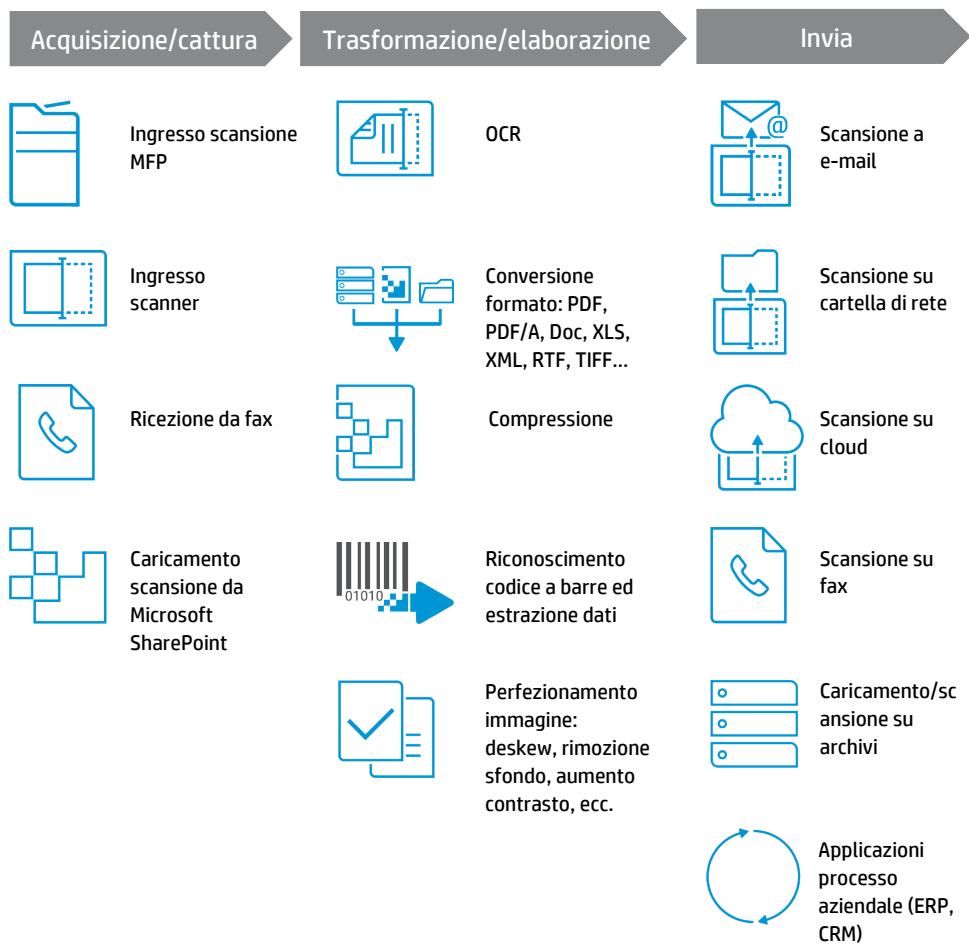 Acquisizione/cattura
Trasformazione/elaborazione
Invia
Ingresso scansione
MFP
Ingresso
scanner
Ricezione da fax
Caricamento
scansione da
Microsoft
SharePoint
OCR
Conversione
formato: PDF,
PDF/A, Doc, XLS,
XML, RTF, TIFF...
Compressione
01010
Riconoscimento
codice a barre ed
estrazione dati
Perfezionamento
immagine:
deskew, rimozione
sfondo, aumento
contrasto, ecc.
@
Scansione a
e-mail
Scansione su
cartella di rete
Scansione su
cloud
Scansione su
fax
Caricamento/sc
ansione su
archivi
Applicazioni
processo
aziendale (ERP,
CRM)